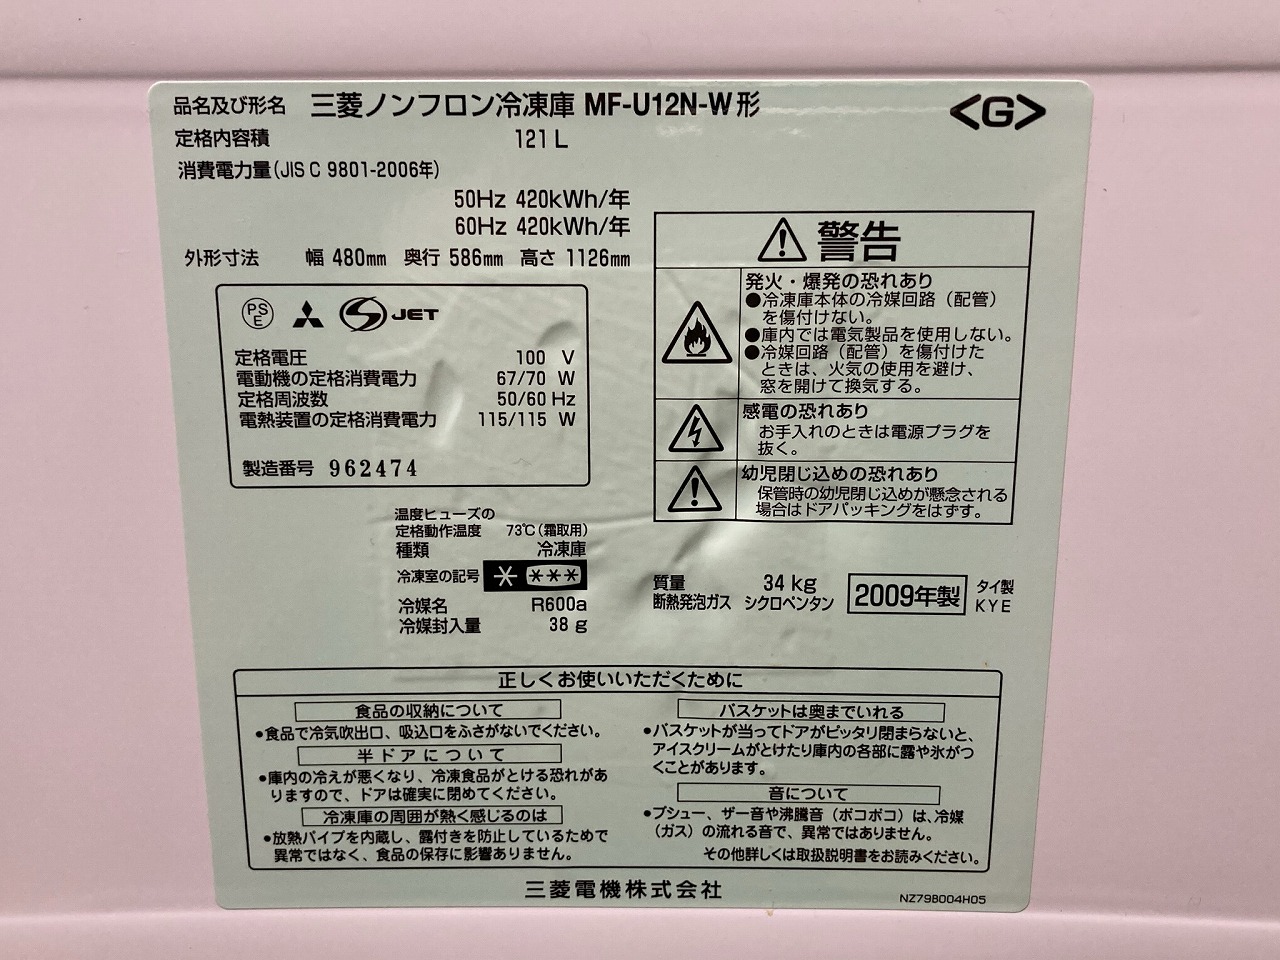 品名及び形名 三菱ノンフロン冷凍庫 MF-U12N-W形 <G>
定格内容積 121 L
消費電力量(JIS C 9801-2006年)
50Hz 420kWh/年
60Hz 420kWh/年
外形寸法 幅 480mm 奥行 586mm 高さ 1126mm
PS
E
JET
定格電圧 100 V
電動機の定格消費電力 67/70 W
定格周波数 50/60 Hz
電熱装置の定格消費電力 115/115 W
製造番号 962474
温度ヒューズの
定格動作温度 73℃(霜取用)
種類 冷凍庫
冷凍室の記号 * ***
冷媒名 R600a
冷媒封入量 38 g
警告
発火・爆発の恐れあり
●冷凍庫本体の冷媒回路(配管)
を傷付けない。
●庫内では電気製品を使用しない。
●冷媒回路(配管)を傷付けた
ときは、火気の使用を避け、
窓を開けて換気する。
感電の恐れあり
お手入れのときは電源プラグを
抜く。
幼児閉じ込めの恐れあり
保管時の幼児閉じ込めが懸念される
場合はドアパッキングをはずす。
質量 34 kg
断熱発泡ガス シクロペンタン
2009年製
タイ製
KYE
正しくお使いいただくために
食品の収納について
●食品で冷気吹出口、吸込口をふさがないでください。
半ドアについて
●庫内の冷えが悪くなり、冷凍食品がとける恐れがあ
りますので、ドアは確実に閉めてください。
冷凍庫の周囲が熱く感じるのは
●放熱パイプを内蔵し、露付きを防止しているためで
異常ではなく、食品の保存に影響ありません。
バスケットは奥までいれる
●バスケットが当ってドアがピッタリ閉まらないと、
アイスクリームがとけたり庫内の各部に露や氷がつ
くことがあります。
音について
●プシュー、ザー音や沸騰音(ポコポコ)は、冷媒
(ガス)の流れる音で、異常ではありません。
その他詳しくは取扱説明書をお読みください。
三菱電機株式会社
NZ79B004H05